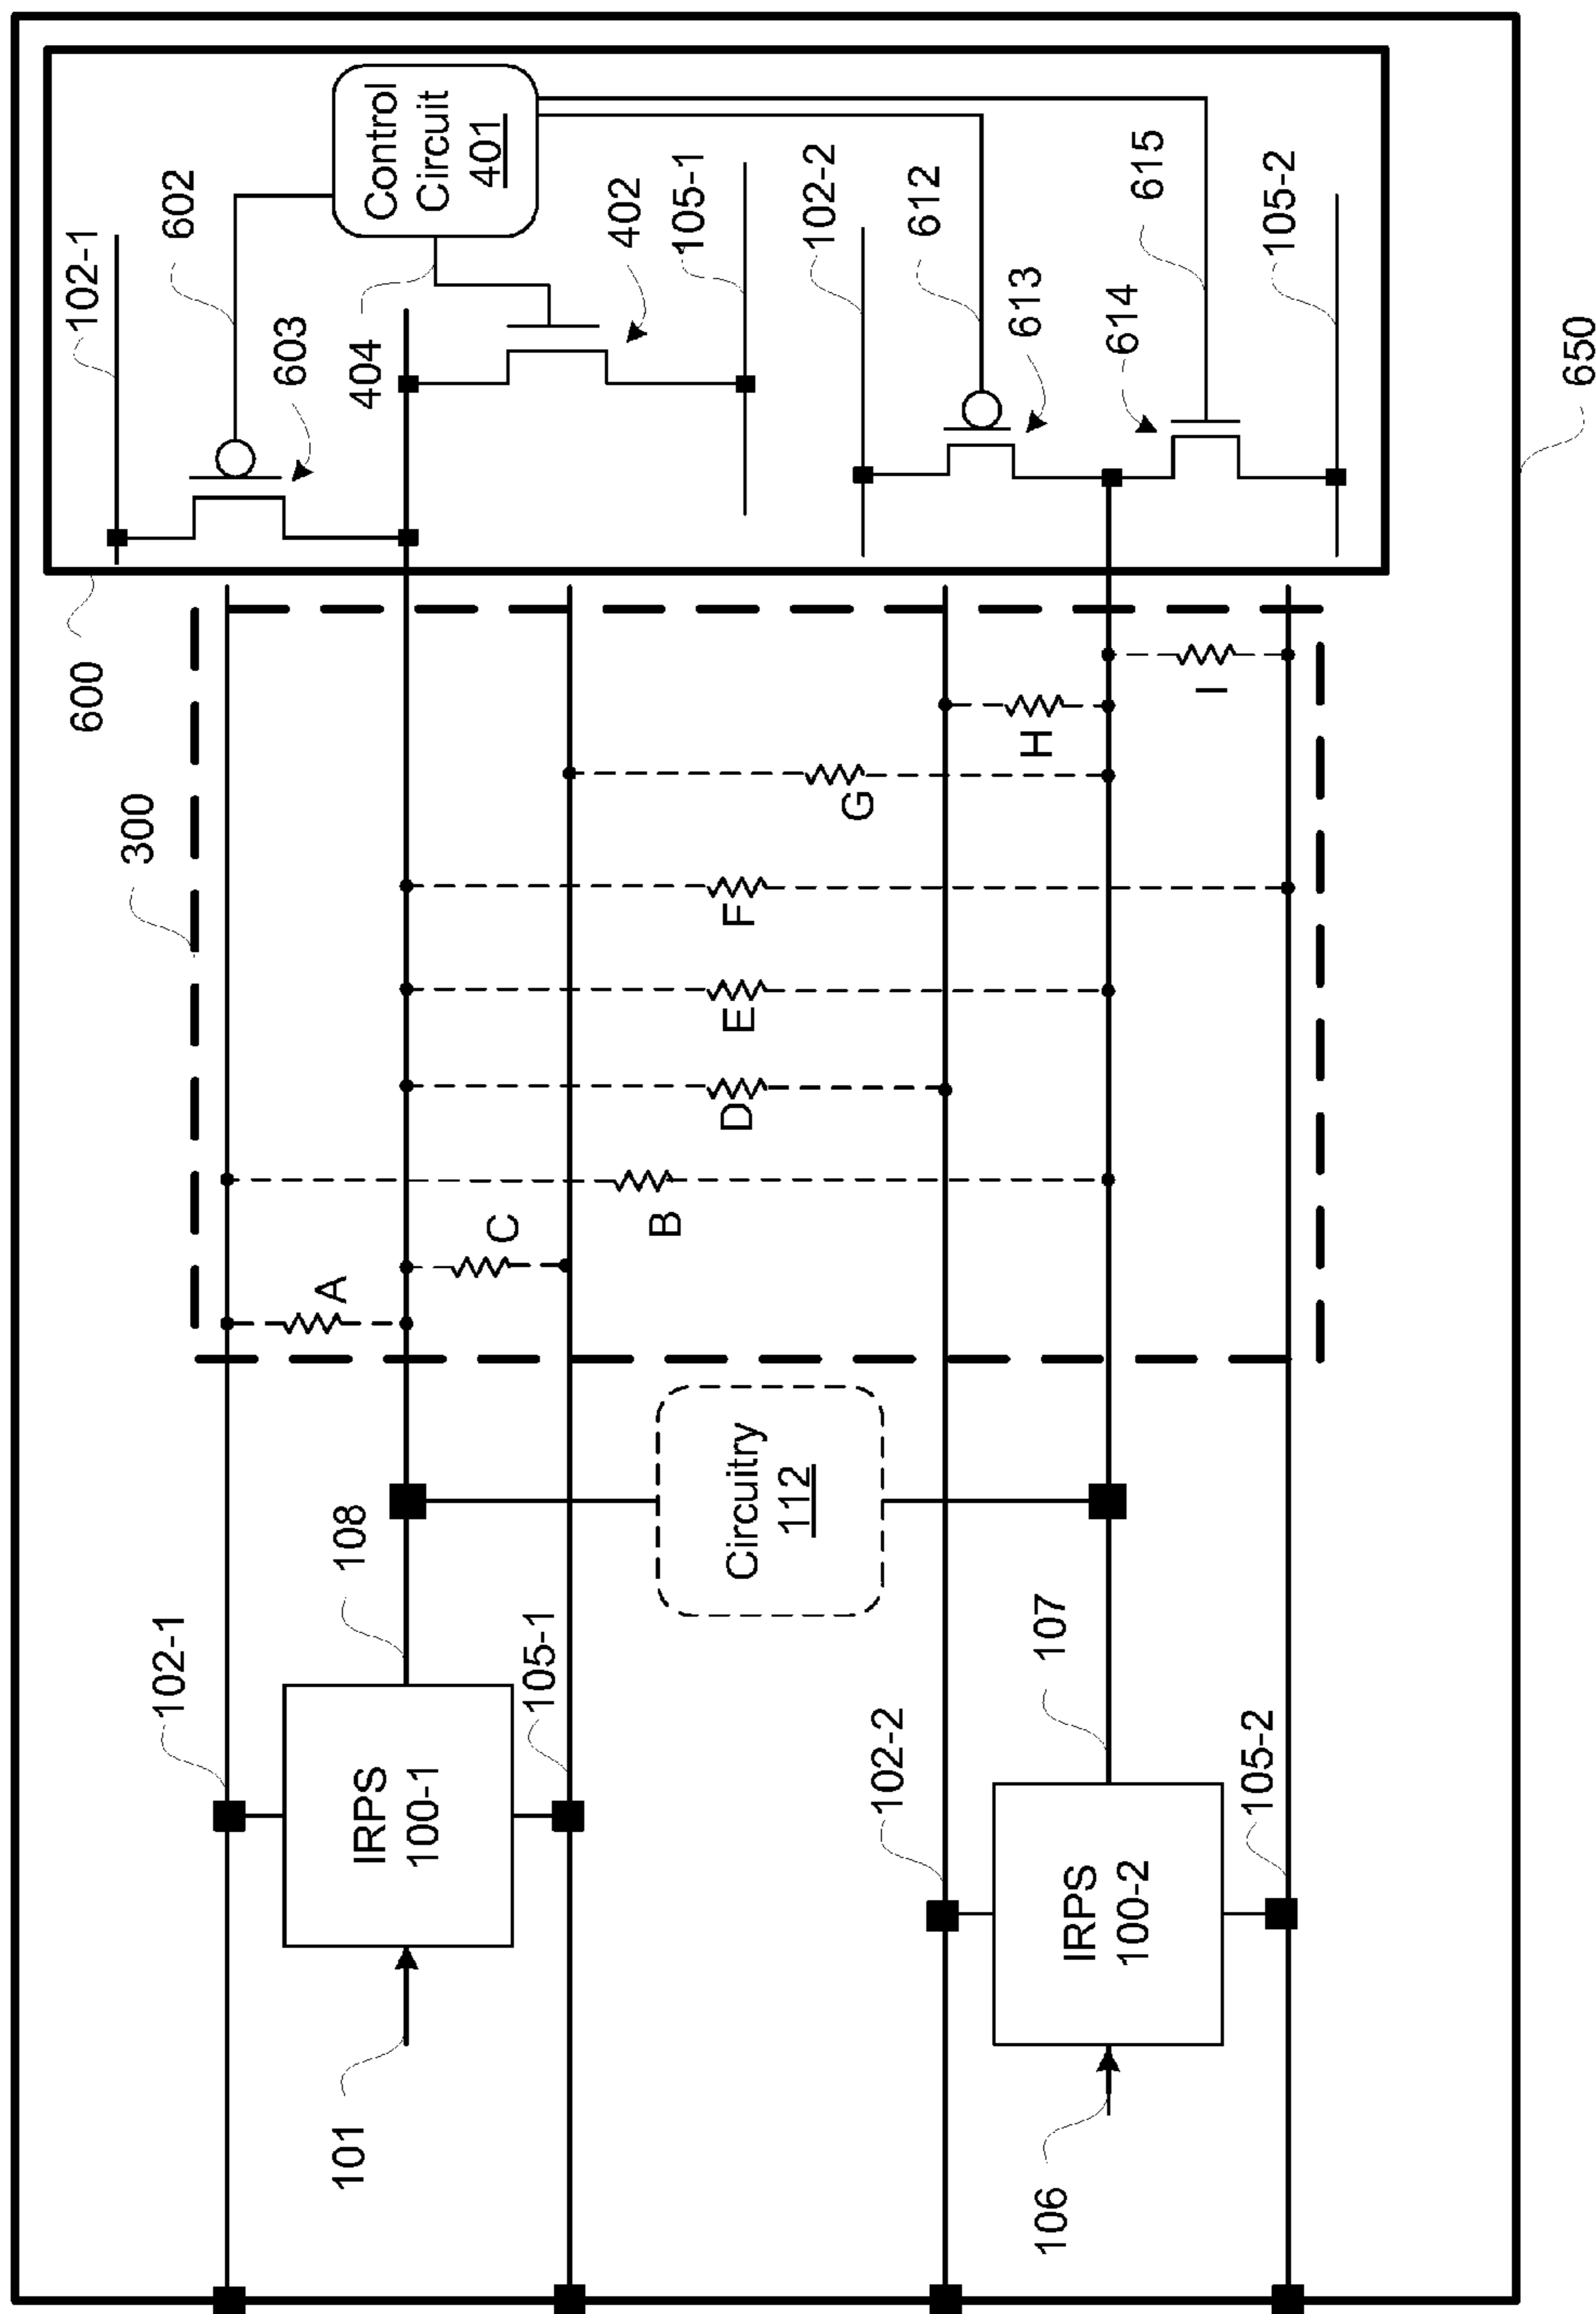 102-1
602
603
Control
Circuit
401
404
402
105-1
102-2
612
613
614
615
105-2
600
300
A
C
B
D
E
F
G
H
I
102-1
108
105-1
IRPS
100-1
101
Circuitry
112
102-2
107
105-2
IRPS
100-2
106
650